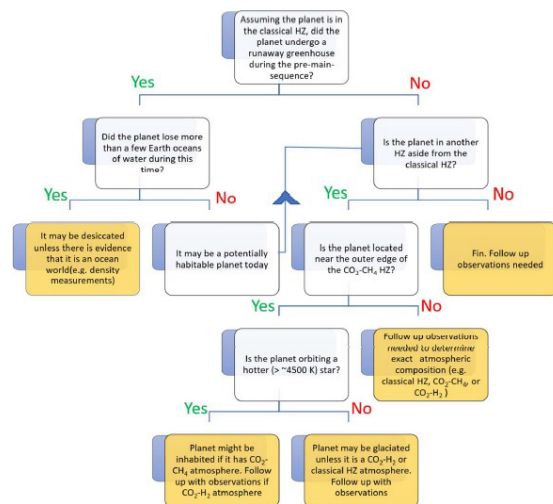 Assuming the planet is in
the classical HZ, did the
planet undergo a
runaway greenhouse
during the pre-main-
sequence?
Yes
No
Did the planet lose more
than a few Earth oceans
of water during this
time?
Is the planet in another
HZ aside from the
classical HZ?
Yes
No
Yes
No
It may be desiccated
unless there is evidence
that it is an ocean
world(e.g. density
measurements)
It may be a potentially
habitable planet today
Is the planet located
near the outer edge of
the CO₂-CH₄ HZ?
Fin. Follow up
observations needed
Yes
No
Is the planet orbiting a
hotter (> ~4500 K) star?
Follow up observations
needed to determine
exact atmospheric
composition (e.g.
classical HZ, CO₂-CH₄, or
CO₂-H₂ )
Yes
No
Planet might be
inhabited if it has CO₂-
CH₄ atmosphere. Follow
up with observations if
CO₂-H₂ atmosphere
Planet may be glaciated
unless it is a CO₂-H₂ or
classical HZ atmosphere.
Follow up with
observations